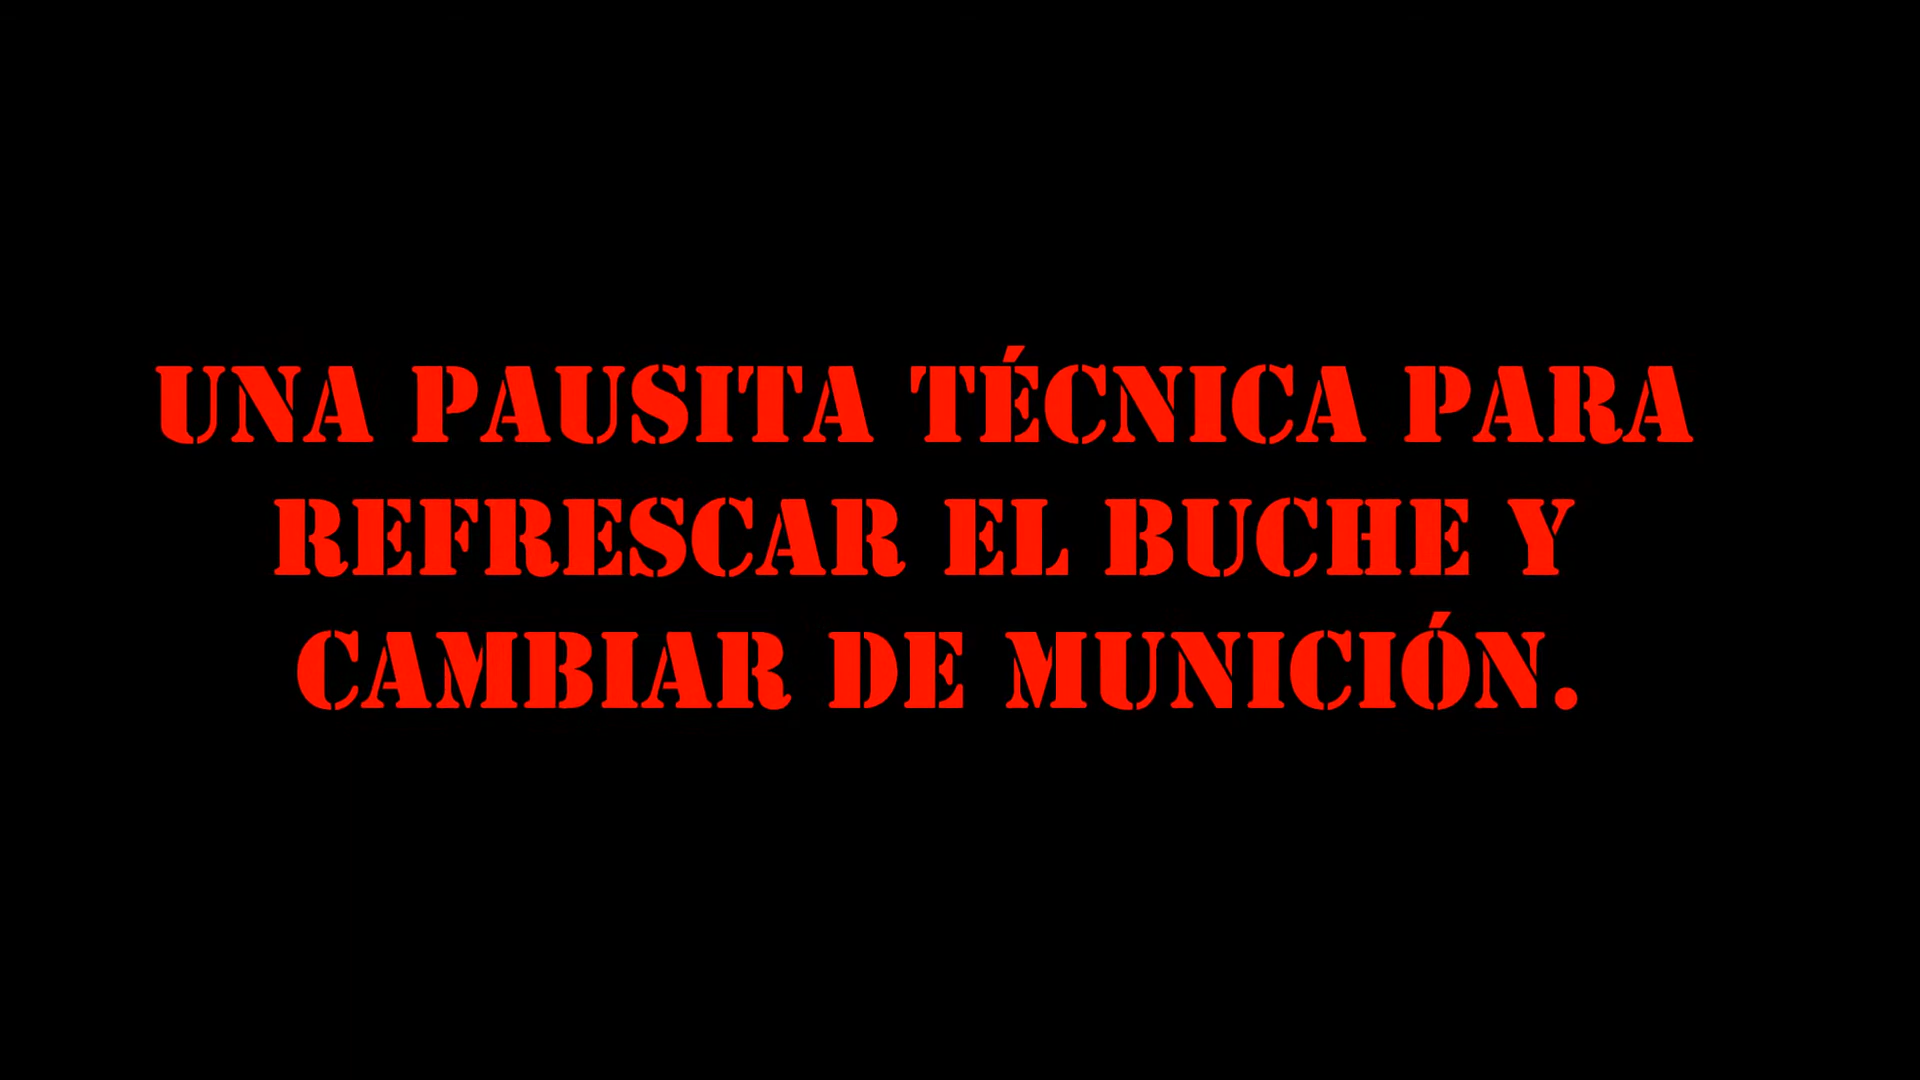 UNA PAUSITA TÉCNICA PARA
REFRESCAR EL BUCHE Y
CAMBIAR DE MUNICIÓN.